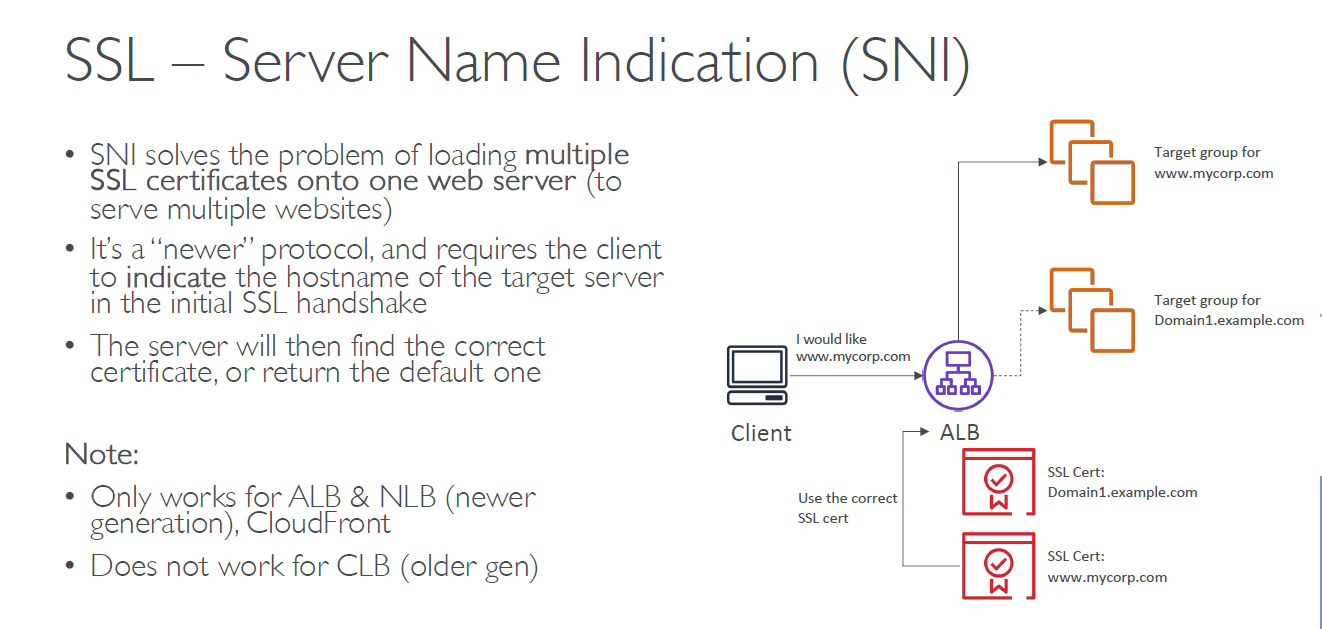 SSL – Server Name Indication (SNI)
• SNI solves the problem of loading multiple
SSL certificates onto one web server (to
serve multiple websites)
• It's a “newer” protocol, and requires the client
to indicate the hostname of the target server
in the initial SSL handshake
• The server will then find the correct
certificate, or return the default one
Note:
• Only works for ALB & NLB (newer
generation), CloudFront
• Does not work for CLB (older gen)
Target group for
www.mycorp.com
Target group for
Domain1.example.com
I would like
www.mycorp.com
Client
ALB
Use the correct
SSL cert
SSL Cert:
Domain1.example.com
SSL Cert:
www.mycorp.com